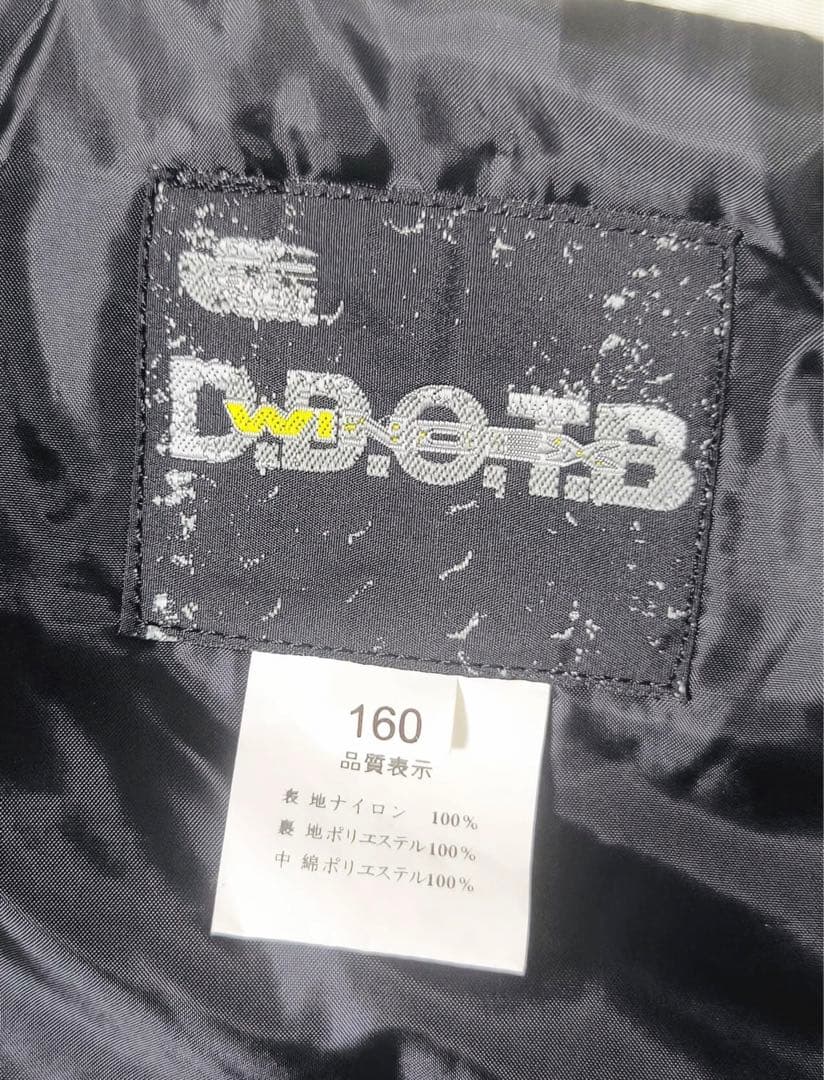 D.D.O.T.B
160
品質表示
表 地ナイロン 100%
裏 地ポリエステル100%
中 綿ポリエステル100%